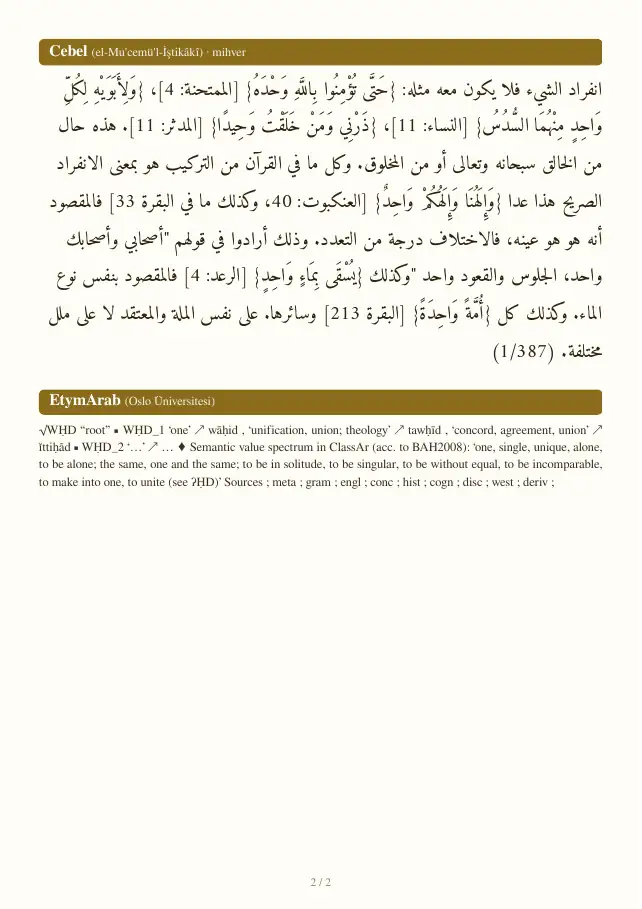 Cebel (el-Mu'cemü'l-İştikâkî) · mihver
انفراد الشيء فلا يكون معه مثله: {حَتَّى تُؤْمِنُوا بِاللَّهِ وَحْدَهُ} [الممتحنة: 4]، {وَلِأَبَوَيْهِ لِكُلِّ
وَاحِدٍ مِنْهُمَا السُّدُسُ} [النساء: 11]، {ذَرْنِي وَمَنْ خَلَقْتُ وَحِيدًا} [المدثر: 11]. هذه حال
من الخالق سبحانه وتعالى أو من المخلوق. وكل ما في القرآن من التركيب هو بمعنى الانفراد
الصريح هذا عدا {وَإِلَهُنَا وَإِلَهُكُمْ وَاحِدٌ} [العنكبوت: 40، وكذلك ما في البقرة 33] فالمقصود
أنه هو هو عينه، فالاختلاف درجة من التعدد. وذلك أرادوا في قولهم "أصحابي وأصحابك
واحد، الجلوس والقعود واحد "وكذلك {يُسْقَى بِمَاءٍ وَاحِدٍ} [الرعد: 4] فالمقصود بنفس نوع
الماء. وكذلك كل {أُمَّةً وَاحِدَةً} [البقرة 213] وسائرها. على نفس الملة والمعتقد لا على ملل
مختلفة. (1/387)
EtymArab (Oslo Üniversitesi)
√WḤD “root” ▪ WḤD_1 ‘one’ ↗ wāḥid , ‘unification, union; theology’ ↗ tawḥīd , ‘concord, agreement, union’ ↗
ĭttiḥād ▪ WḤD_2 ‘…’ ↗ … ♦ Semantic value spectrum in ClassAr (acc. to BAH2008): ‘one, single, unique, alone,
to be alone; the same, one and the same; to be in solitude, to be singular, to be without equal, to be incomparable,
to make into one, to unite (see ʔḤD)’ Sources ; meta ; gram ; engl ; conc ; hist ; cogn ; disc ; west ; deriv ;
2 / 2